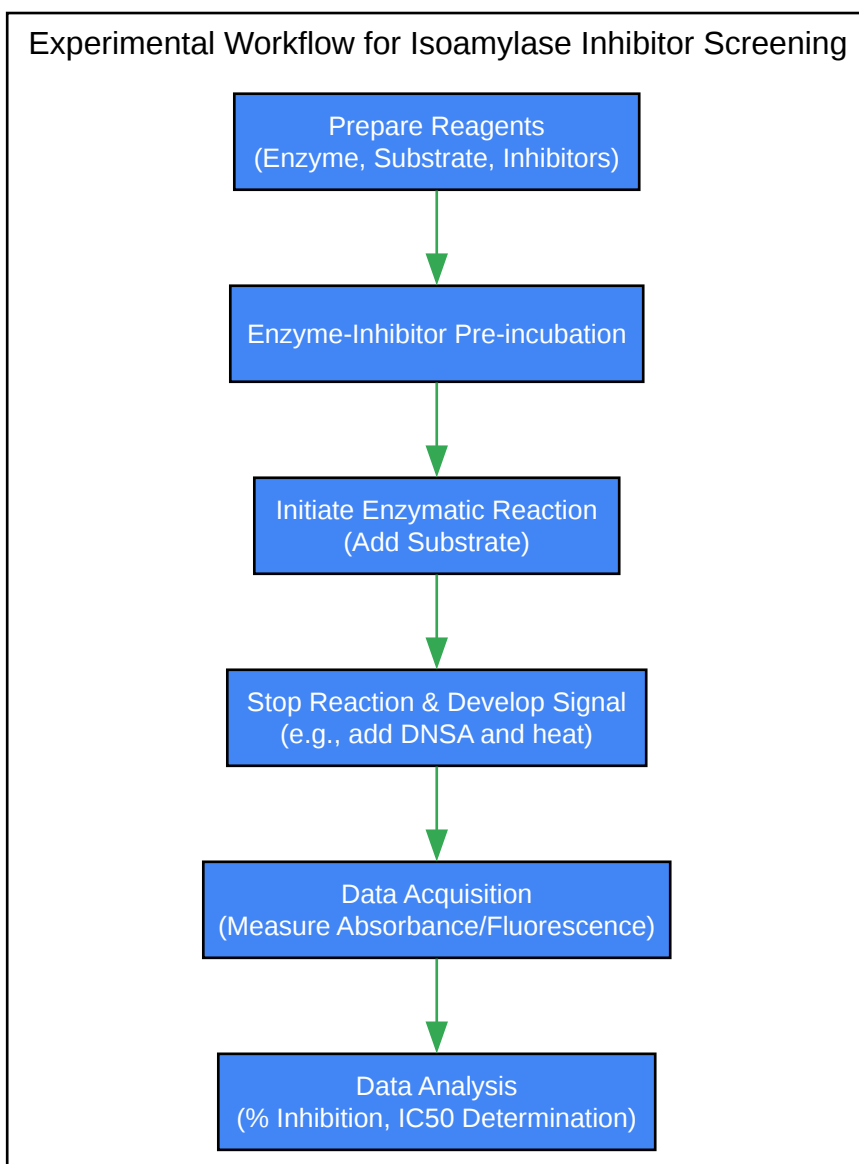 Experimental Workflow for Isoamylase Inhibitor Screening
Prepare Reagents
(Enzyme, Substrate, Inhibitors)
Enzyme-Inhibitor Pre-incubation
Initiate Enzymatic Reaction
(Add Substrate)
Stop Reaction & Develop Signal
(e.g., add DNSA and heat)
Data Acquisition
(Measure Absorbance/Fluorescence)
Data Analysis
(% Inhibition, IC50 Determination)